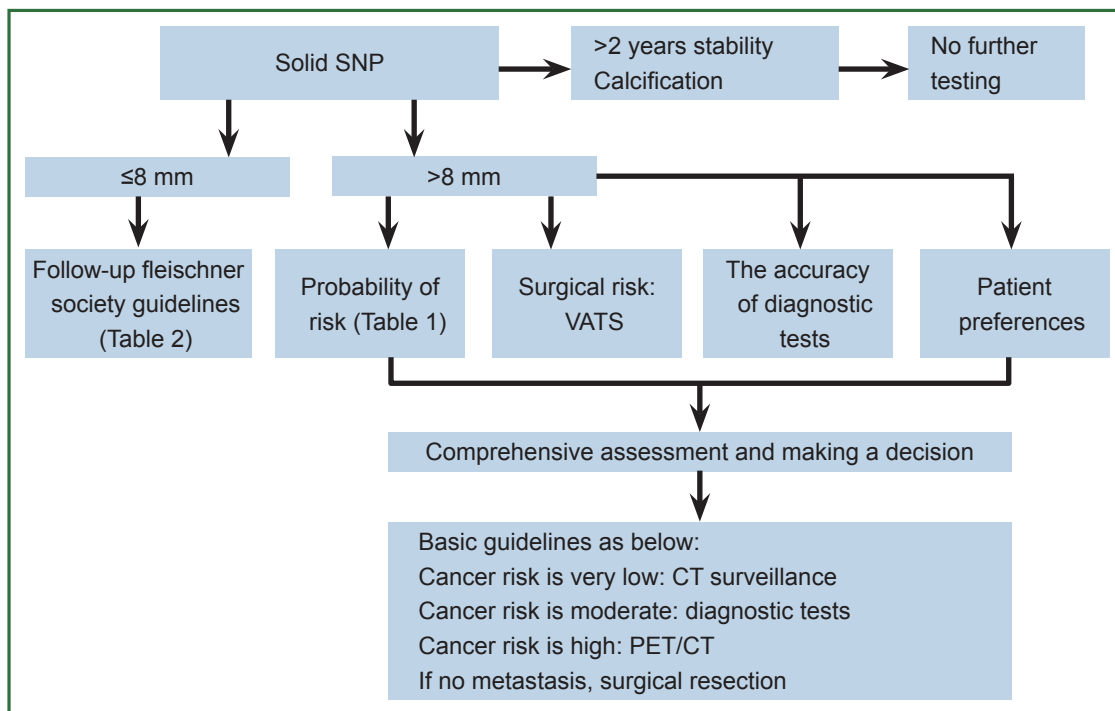 Solid SNP
>2 years stability
Calcification
No further
testing
≤8 mm
>8 mm
Follow-up fleischner
society guidelines
(Table 2)
Probability of
risk (Table 1)
Surgical risk:
VATS
The accuracy
of diagnostic
tests
Patient
preferences
Comprehensive assessment and making a decision
Basic guidelines as below:
Cancer risk is very low: CT surveillance
Cancer risk is moderate: diagnostic tests
Cancer risk is high: PET/CT
If no metastasis, surgical resection